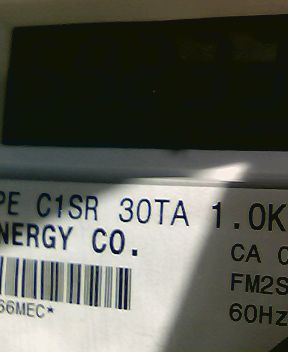 PE C1SR 30TA 1.0K
NERGY CO.
CA
FM2S
60Hz
66MEC*